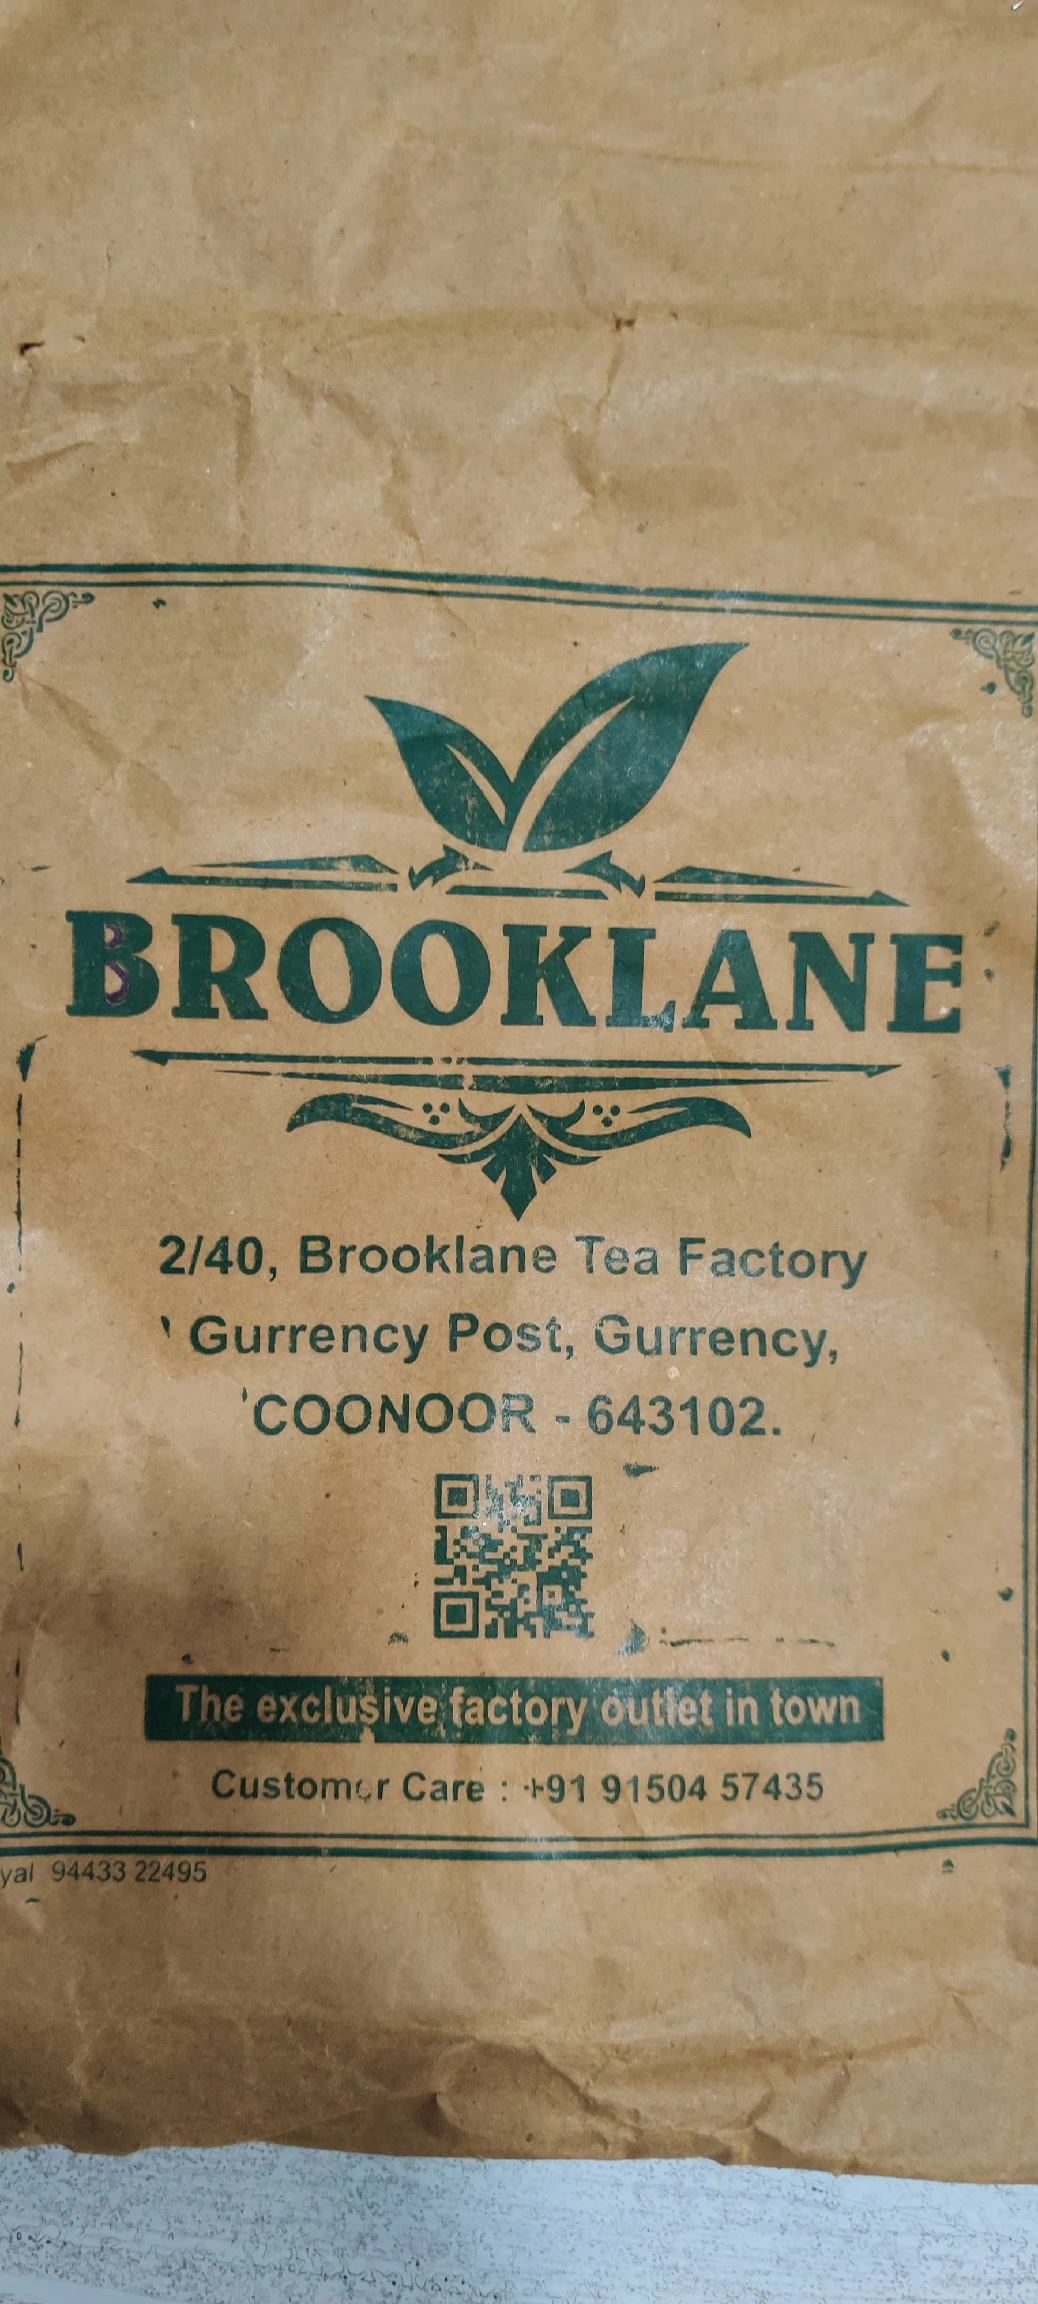 BROOKLANE
2/40, Brooklane Tea Factory
Gurrency Post, Gurrency,
COONOOR - 643102.
The exclusive factory outlet in town
Customer Care : +91 91504 57435
94433 22495